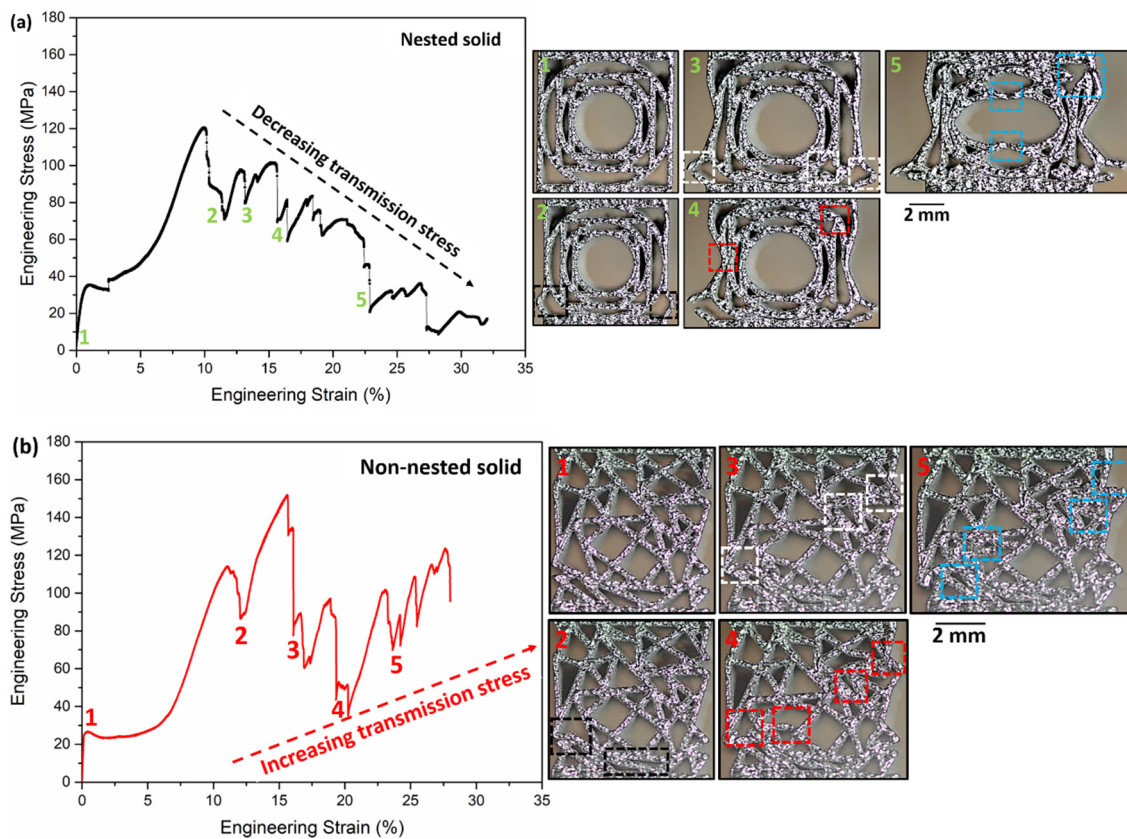 (a)
180
160
140
120
100
80
60
40
20
0
Engineering Stress (MPa)
Nested solid
Decreasing transmission stress
1
2
3
4
5
0 5 10 15 20 25 30 35
Engineering Strain (%)
1
3
5
2
4
2 mm
(b)
180
160
140
120
100
80
60
40
20
0
Engineering Stress (MPa)
Non-nested solid
1
2
3
4
5
Increasing transmission stress
0 5 10 15 20 25 30 35
Engineering Strain (%)
1
3
5
2
4
2 mm